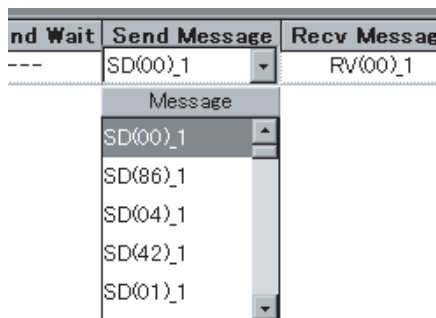 nd Wait Send Message Recv Messag
--- SD(00)_1 RV(00)_1
Message
SD(00)_1
SD(86)_1
SD(04)_1
SD(42)_1
SD(01)_1